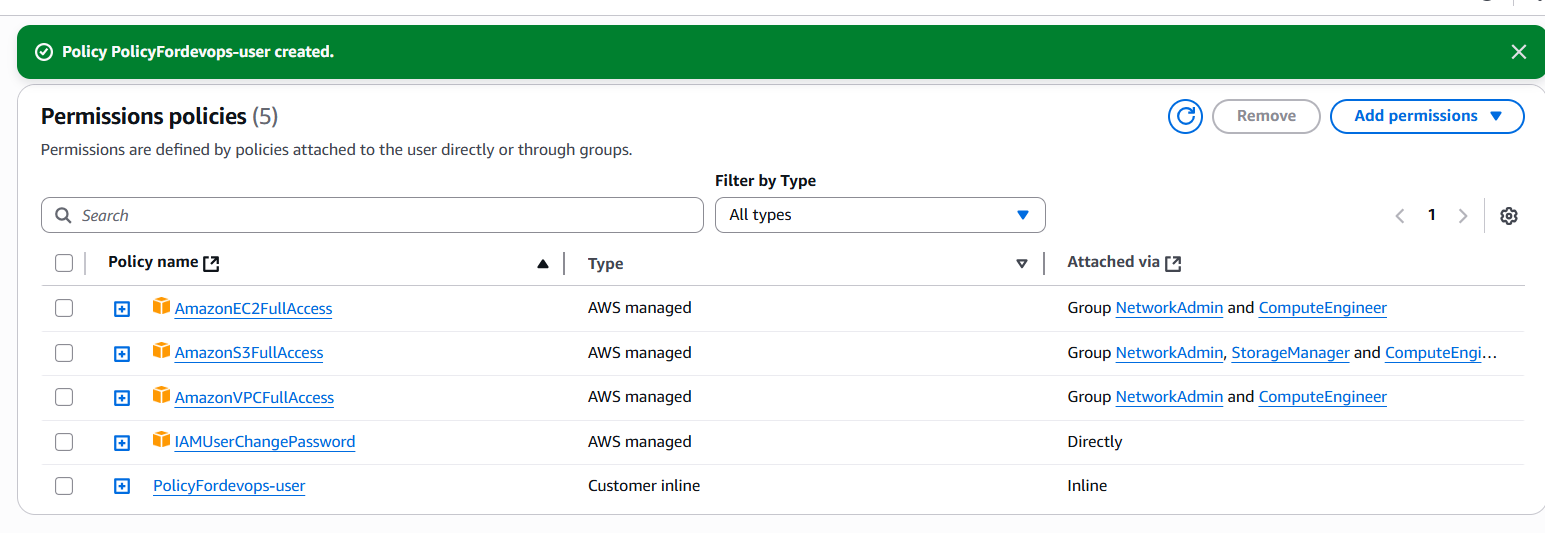 Policy PolicyFordevops-user created.
Permissions policies (5)
Remove
Add permissions
Permissions are defined by policies attached to the user directly or through groups.
Filter by Type
Search
All types
1
Policy name
Type
Attached via
AmazonEC2FullAccess
AWS managed
Group NetworkAdmin and ComputeEngineer
AmazonS3FullAccess
AWS managed
Group NetworkAdmin, StorageManager and ComputeEngi...
AmazonVPCFullAccess
AWS managed
Group NetworkAdmin and ComputeEngineer
IAMUserChangePassword
AWS managed
Directly
PolicyFordevops-user
Customer inline
Inline